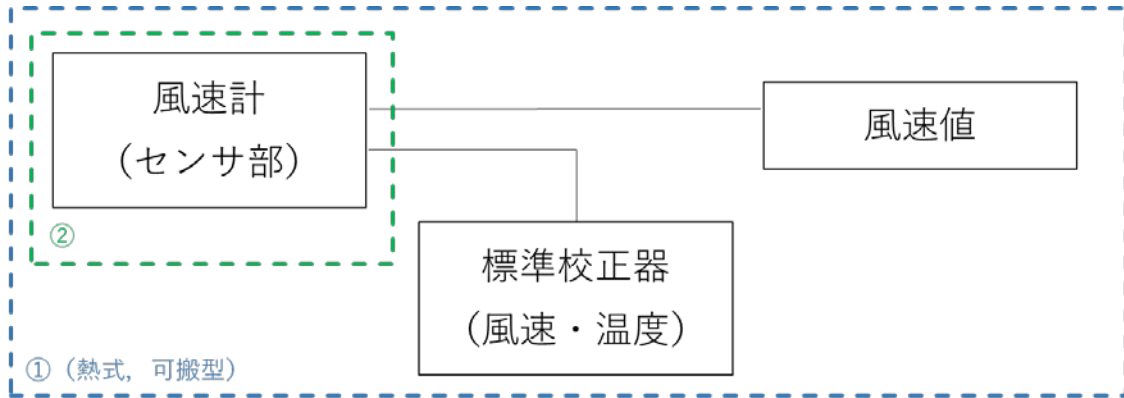 風速計
（センサ部）
風速値
②
標準校正器
（風速・温度）
①（熱式，可搬型）